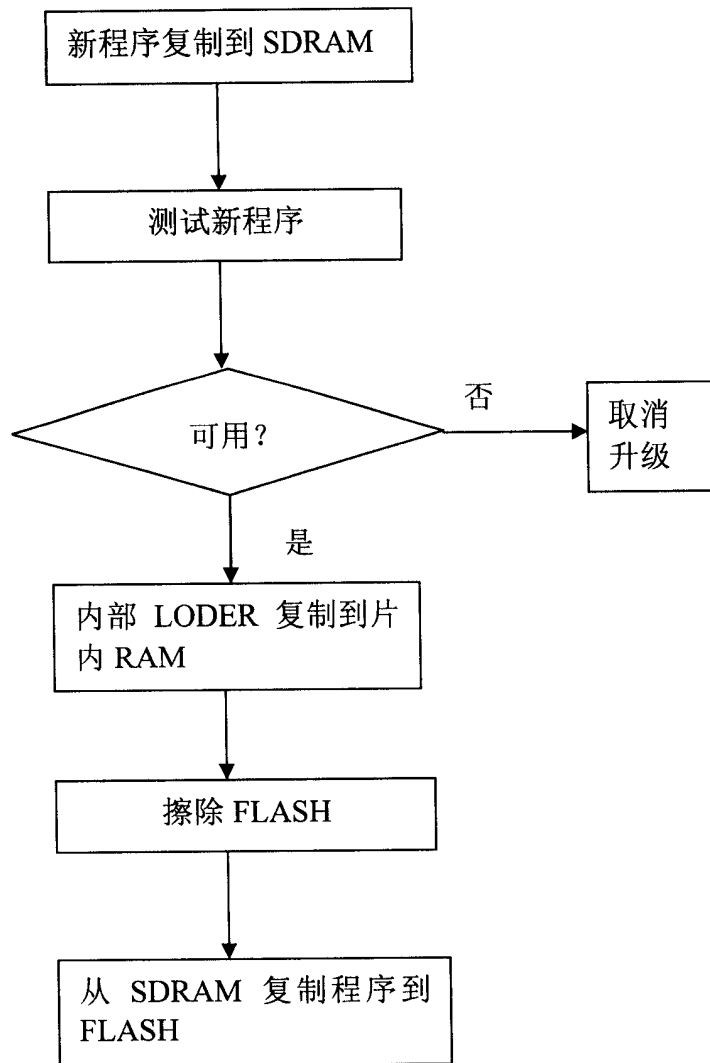 新程序复制到 SDRAM
测试新程序
可用？
否
取消
升级
是
内部 LODER 复制到片
内 RAM
擦除 FLASH
从 SDRAM 复制程序到
FLASH